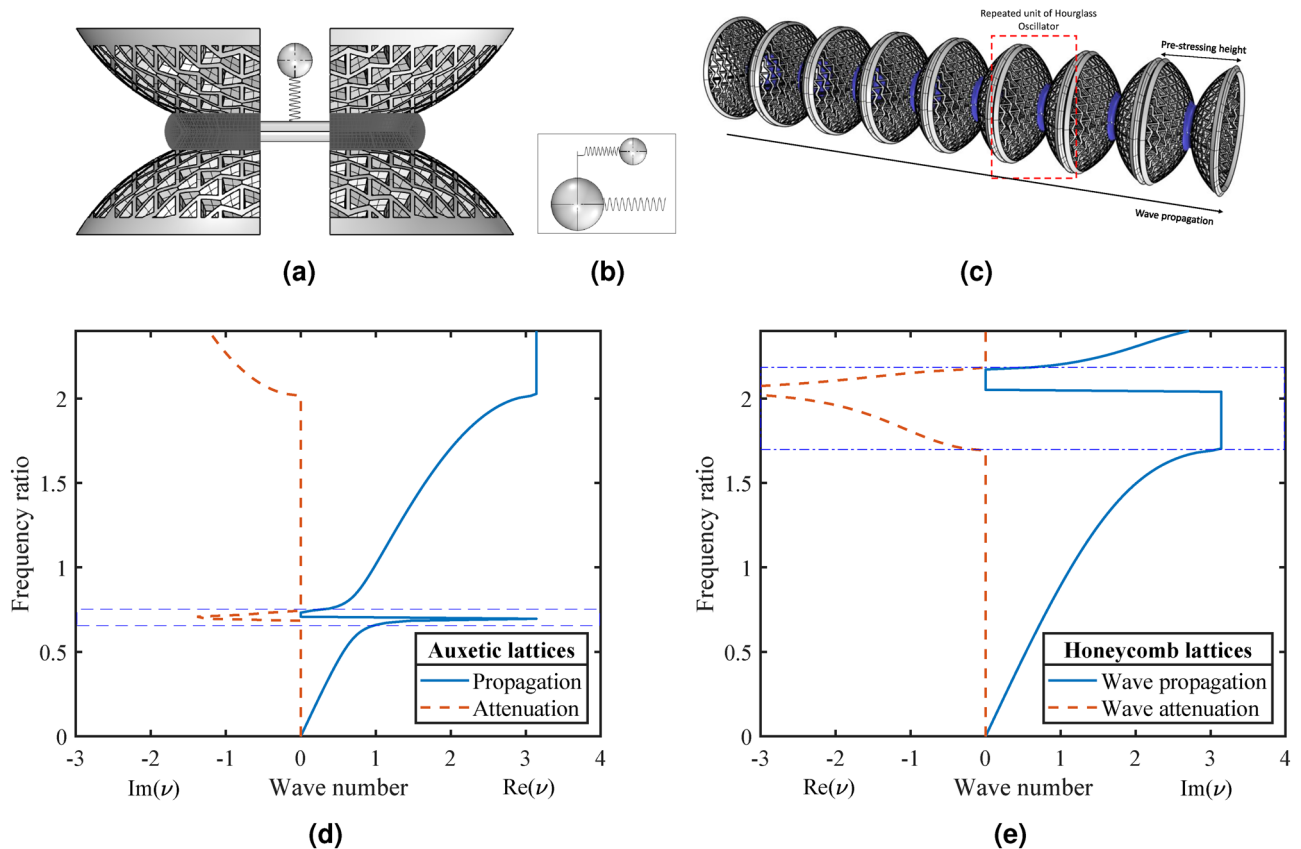 Repeated unit of Hourglass
Oscillator
Pre-stressing height
Wave propagation
(a)
(b)
(c)
Frequency ratio
2
1.5
1
0.5
0
-3
-2
-1
0
1
2
3
4
Im(ν)
Wave number
Re(ν)
Auxetic lattices
Propagation
Attenuation
(d)
Frequency ratio
2
1.5
1
0.5
0
-3
-2
-1
0
1
2
3
4
Re(ν)
Wave number
Im(ν)
Honeycomb lattices
Wave propagation
Wave attenuation
(e)